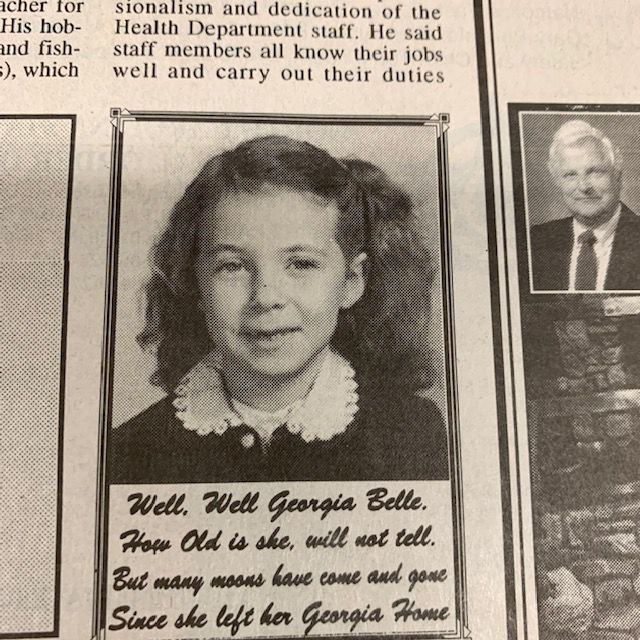 acher for
His hob-
and fish-
s), which
sionalism and dedication of the
Health Department staff. He said
staff members all know their jobs
well and carry out their duties
Well, Well Georgia Belle.
How Old is she, will not tell.
But many moons have come and gone
Since she left her Georgia Home